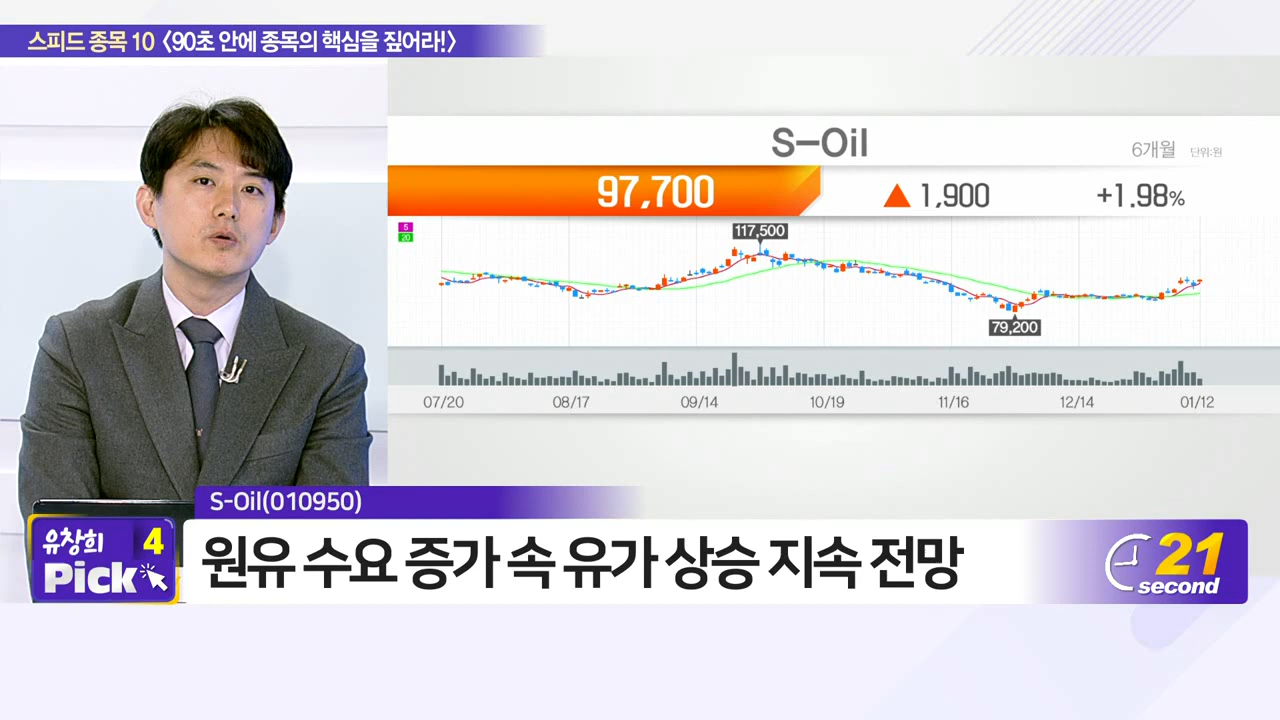 스피드 종목 10 <90초 안에 종목의 핵심을 짚어라!>
S-Oil
6개월 단위:원
97,700 ▲ 1,900 +1.98%
5
20
117,500
79,200
07/20 08/17 09/14 10/19 11/16 12/14 01/12
S-Oil(010950)
유창희 4
Pick
원유 수요 증가 속 유가 상승 지속 전망
21
second